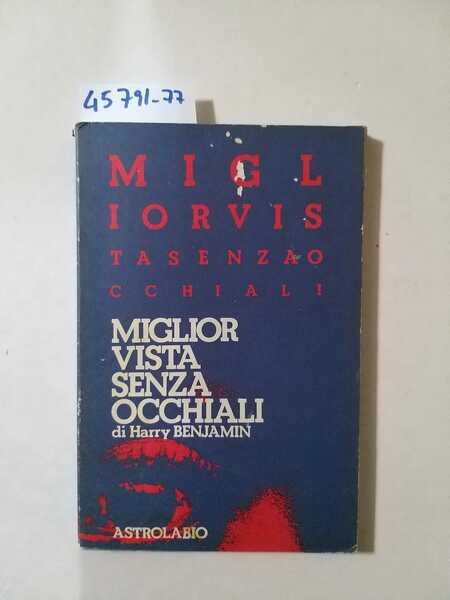 45791-77
MIGL
IORVIS
TASENZAO
CCHIALI
MIGLIOR
VISTA
SENZA
OCCHIALI
di Harry BENJAMIN
ASTROLABIO